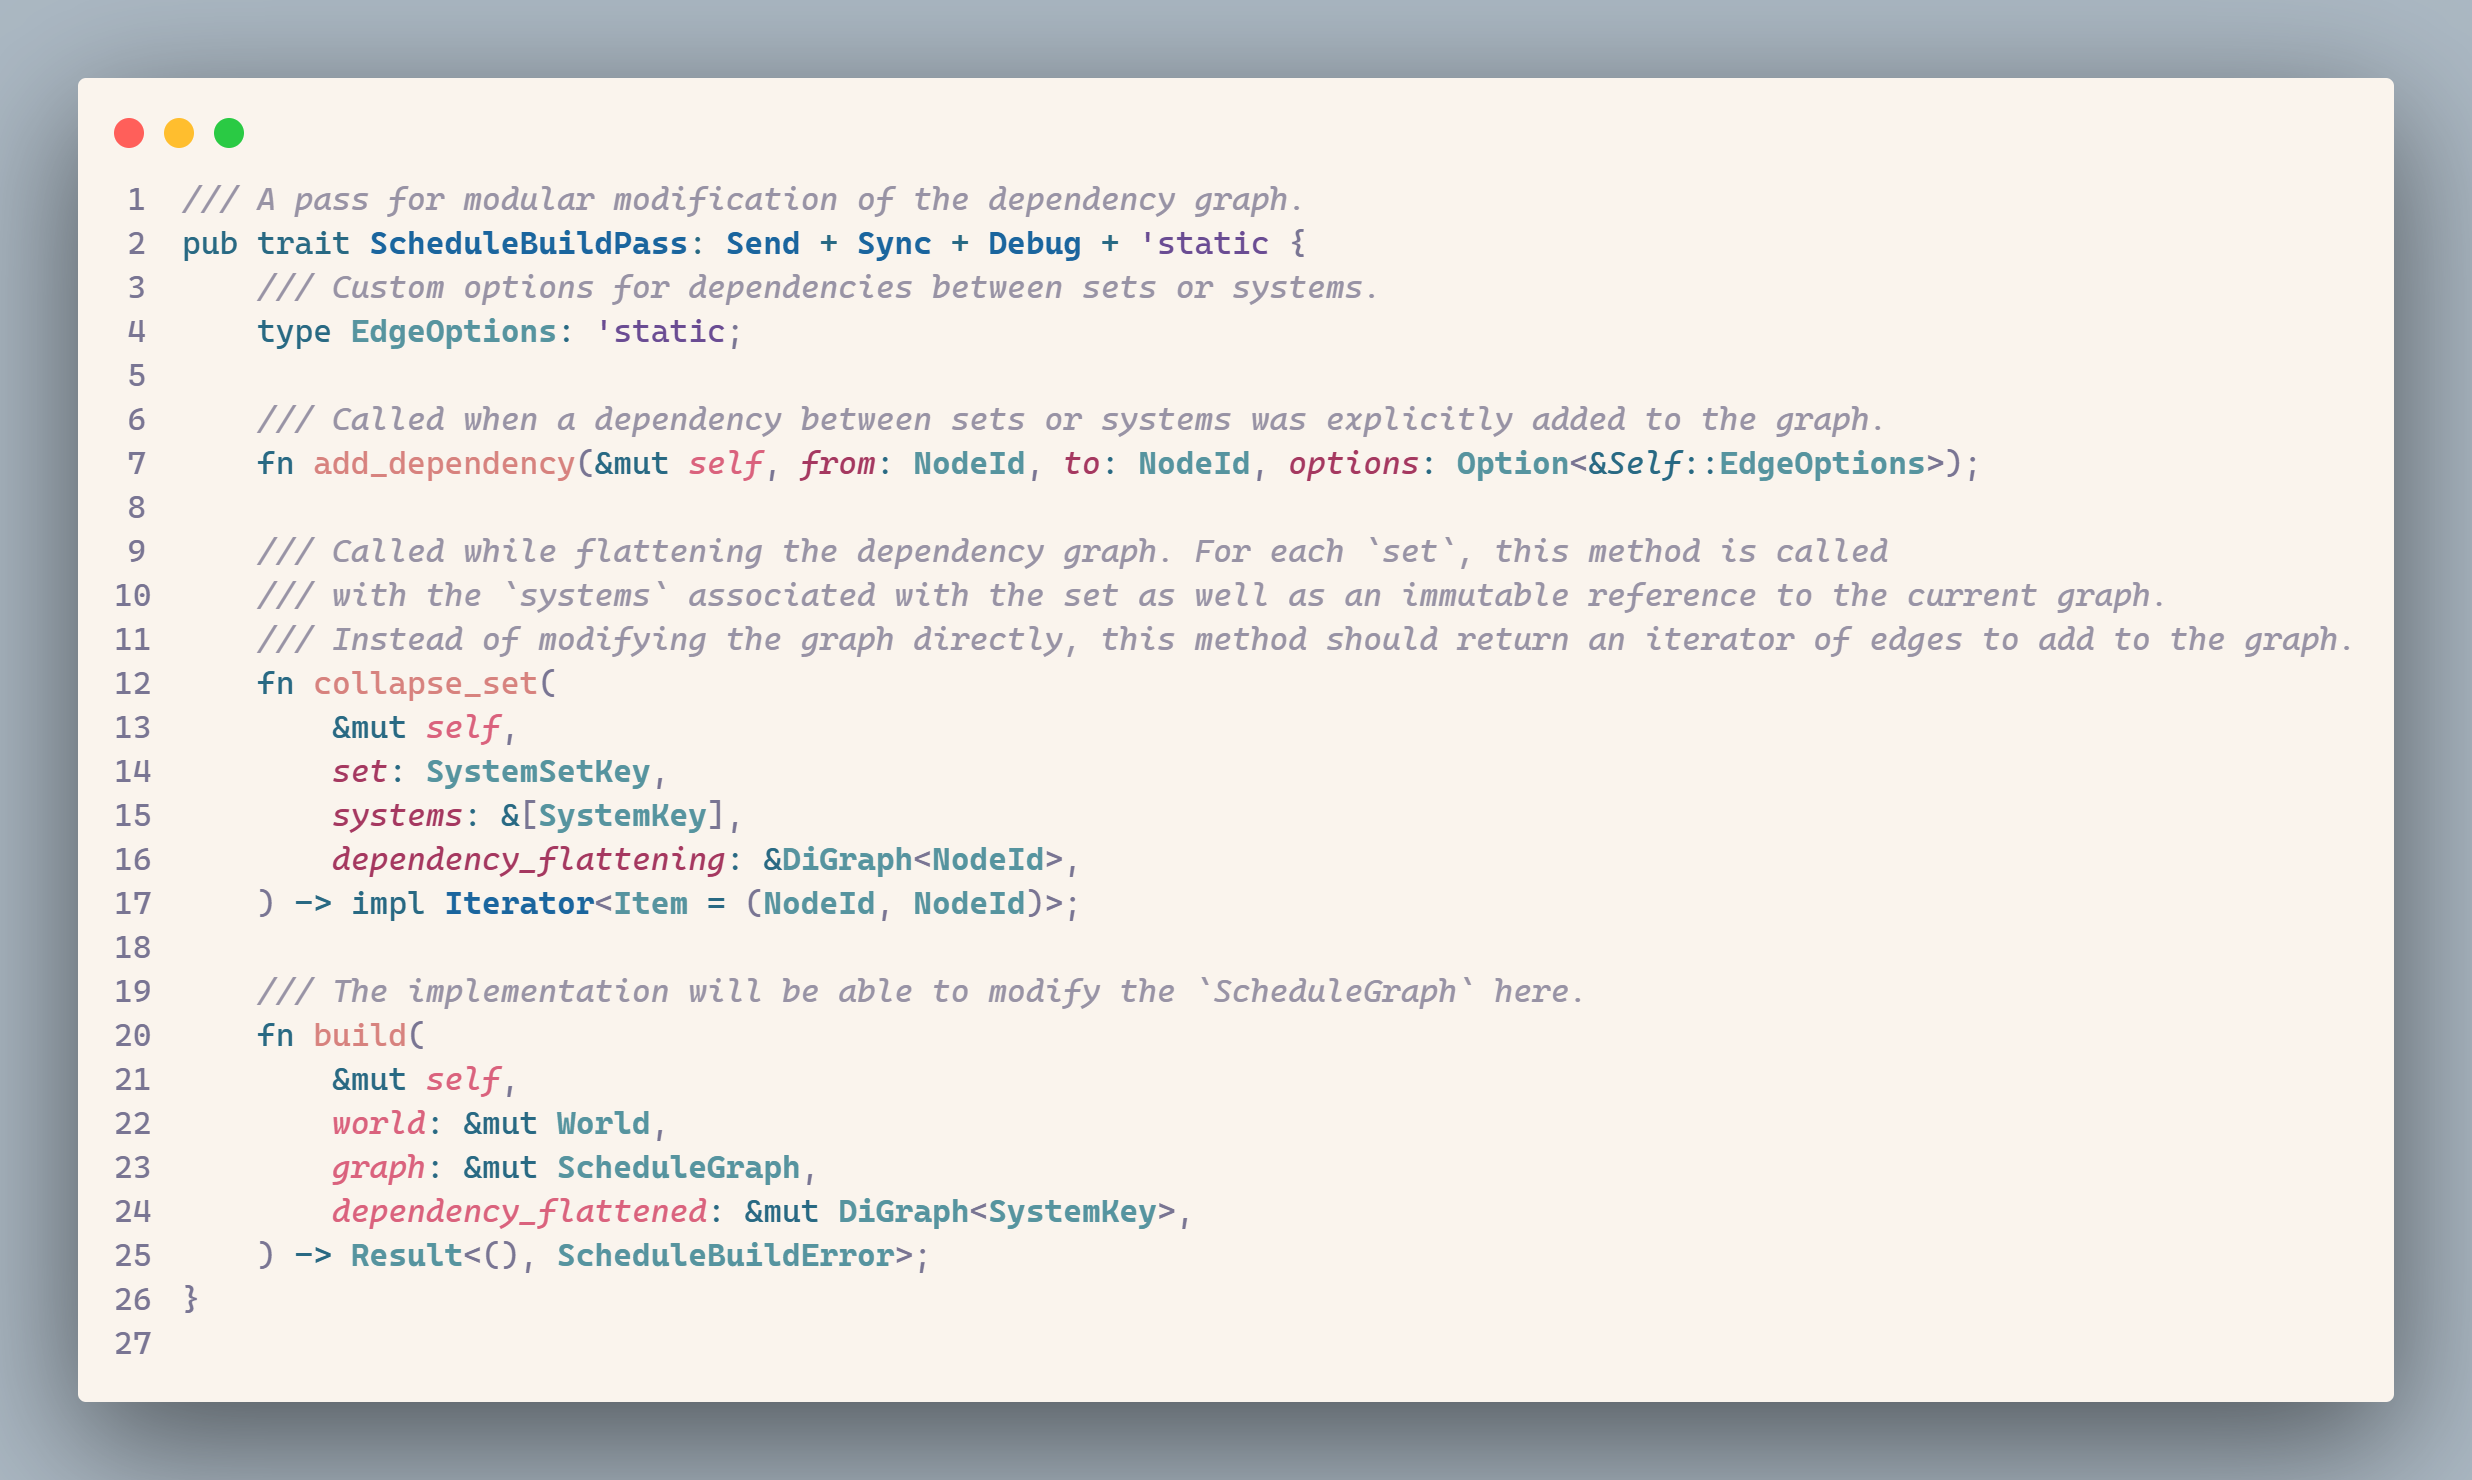 1 /// A pass for modular modification of the dependency graph.
2 pub trait ScheduleBuildPass: Send + Sync + Debug + 'static {
3     /// Custom options for dependencies between sets or systems.
4     type EdgeOptions: 'static;
5
6     /// Called when a dependency between sets or systems was explicitly added to the graph.
7     fn add_dependency(&mut self, from: NodeId, to: NodeId, options: Option<&Self::EdgeOptions>);
8
9     /// Called while flattening the dependency graph. For each `set`, this method is called
10     /// with the `systems` associated with the set as well as an immutable reference to the current graph.
11     /// Instead of modifying the graph directly, this method should return an iterator of edges to add to the graph.
12     fn collapse_set(
13         &mut self,
14         set: SystemSetKey,
15         systems: &[SystemKey],
16         dependency_flattening: &DiGraph<NodeId>,
17     ) -> impl Iterator<Item = (NodeId, NodeId)>;
18
19     /// The implementation will be able to modify the `ScheduleGraph` here.
20     fn build(
21         &mut self,
22         world: &mut World,
23         graph: &mut ScheduleGraph,
24         dependency_flattened: &mut DiGraph<SystemKey>,
25     ) -> Result<(), ScheduleBuildError>;
26 }
27